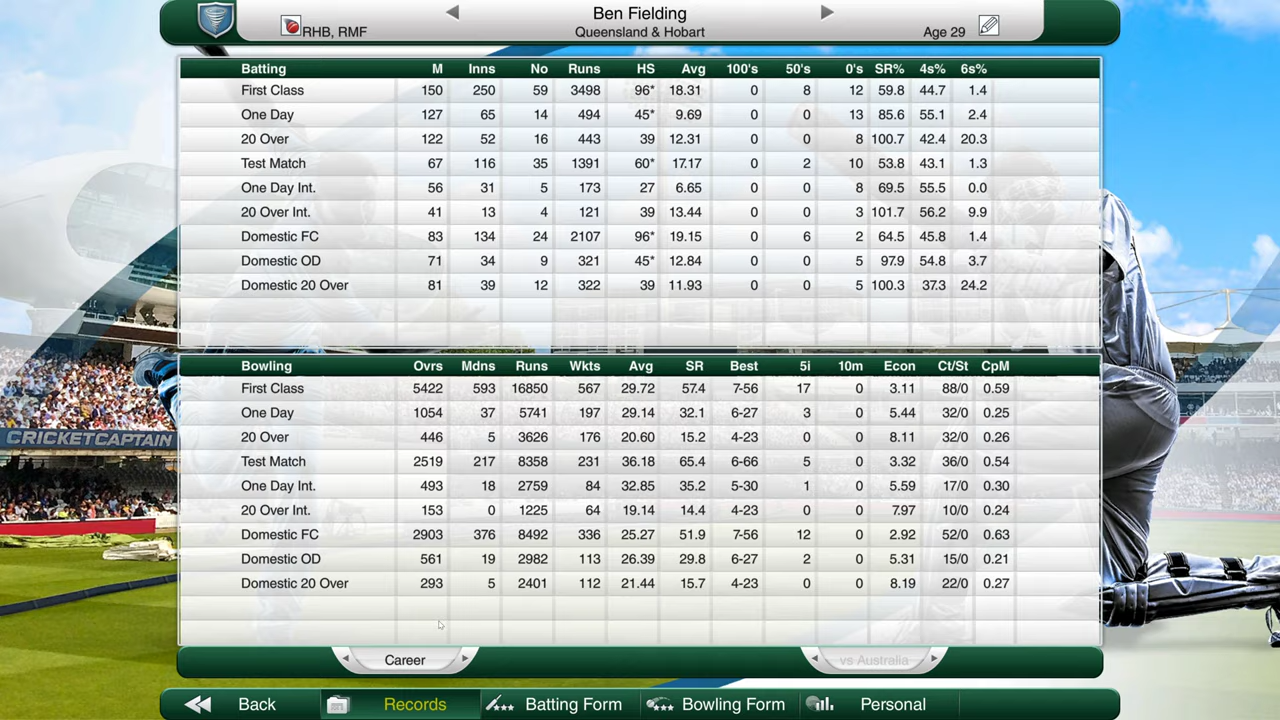 Ben Fielding
RHB, RMF Queensland & Hobart Age 29
Batting M Inns No Runs HS Avg 100's 50's 0's SR% 4s% 6s%
First Class 150 250 59 3498 96* 18.31 0 8 12 59.8 44.7 1.4
One Day 127 65 14 494 45* 9.69 0 0 13 85.6 55.1 2.4
20 Over 122 52 16 443 39 12.31 0 0 8 100.7 42.4 20.3
Test Match 67 116 35 1391 60* 17.17 0 2 10 53.8 43.1 1.3
One Day Int. 56 31 5 173 27 6.65 0 0 8 69.5 55.5 0.0
20 Over Int. 41 13 4 121 39 13.44 0 0 3 101.7 56.2 9.9
Domestic FC 83 134 24 2107 96* 19.15 0 6 2 64.5 45.8 1.4
Domestic OD 71 34 9 321 45* 12.84 0 0 5 97.9 54.8 3.7
Domestic 20 Over 81 39 12 322 39 11.93 0 0 5 100.3 37.3 24.2
Bowling Ovrs Mdns Runs Wkts Avg SR Best 5i 10m Econ Ct/St CpM
First Class 5422 593 16850 567 29.72 57.4 7-56 17 0 3.11 88/0 0.59
One Day 1054 37 5741 197 29.14 32.1 6-27 3 0 5.44 32/0 0.25
20 Over 446 5 3626 176 20.60 15.2 4-23 0 0 8.11 32/0 0.26
Test Match 2519 217 8358 231 36.18 65.4 6-66 5 0 3.32 36/0 0.54
One Day Int. 493 18 2759 84 32.85 35.2 5-30 1 0 5.59 17/0 0.30
20 Over Int. 153 0 1225 64 19.14 14.4 4-23 0 0 7.97 10/0 0.24
Domestic FC 2903 376 8492 336 25.27 51.9 7-56 12 0 2.92 52/0 0.63
Domestic OD 561 19 2982 113 26.39 29.8 6-27 2 0 5.31 15/0 0.21
Domestic 20 Over 293 5 2401 112 21.44 15.7 4-23 0 0 8.19 22/0 0.27
CRICKETCAPTAIN
Career vs Australia
Back Records Batting Form Bowling Form Personal